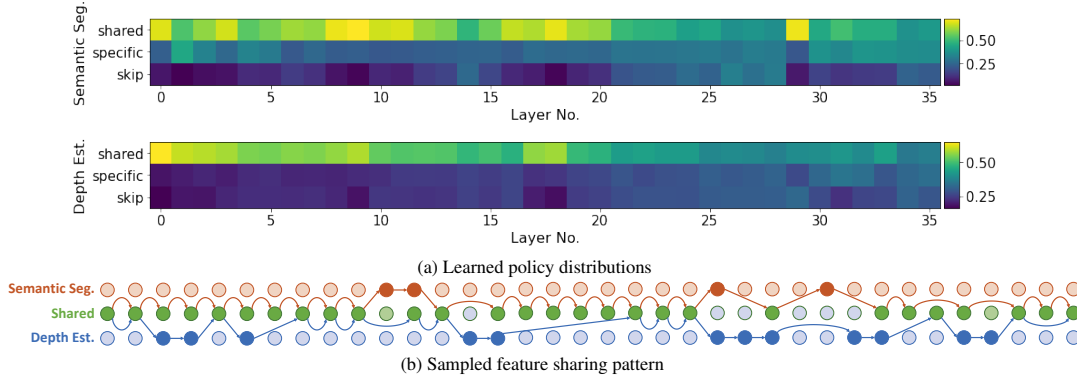 Semantic Seg.
shared
specific
skip
0 5 10 15 20 25 30 35
Layer No.
0.50
0.25
Depth Est.
shared
specific
skip
0 5 10 15 20 25 30 35
Layer No.
0.50
0.25
(a) Learned policy distributions
Semantic Seg.
Shared
Depth Est.
(b) Sampled feature sharing pattern